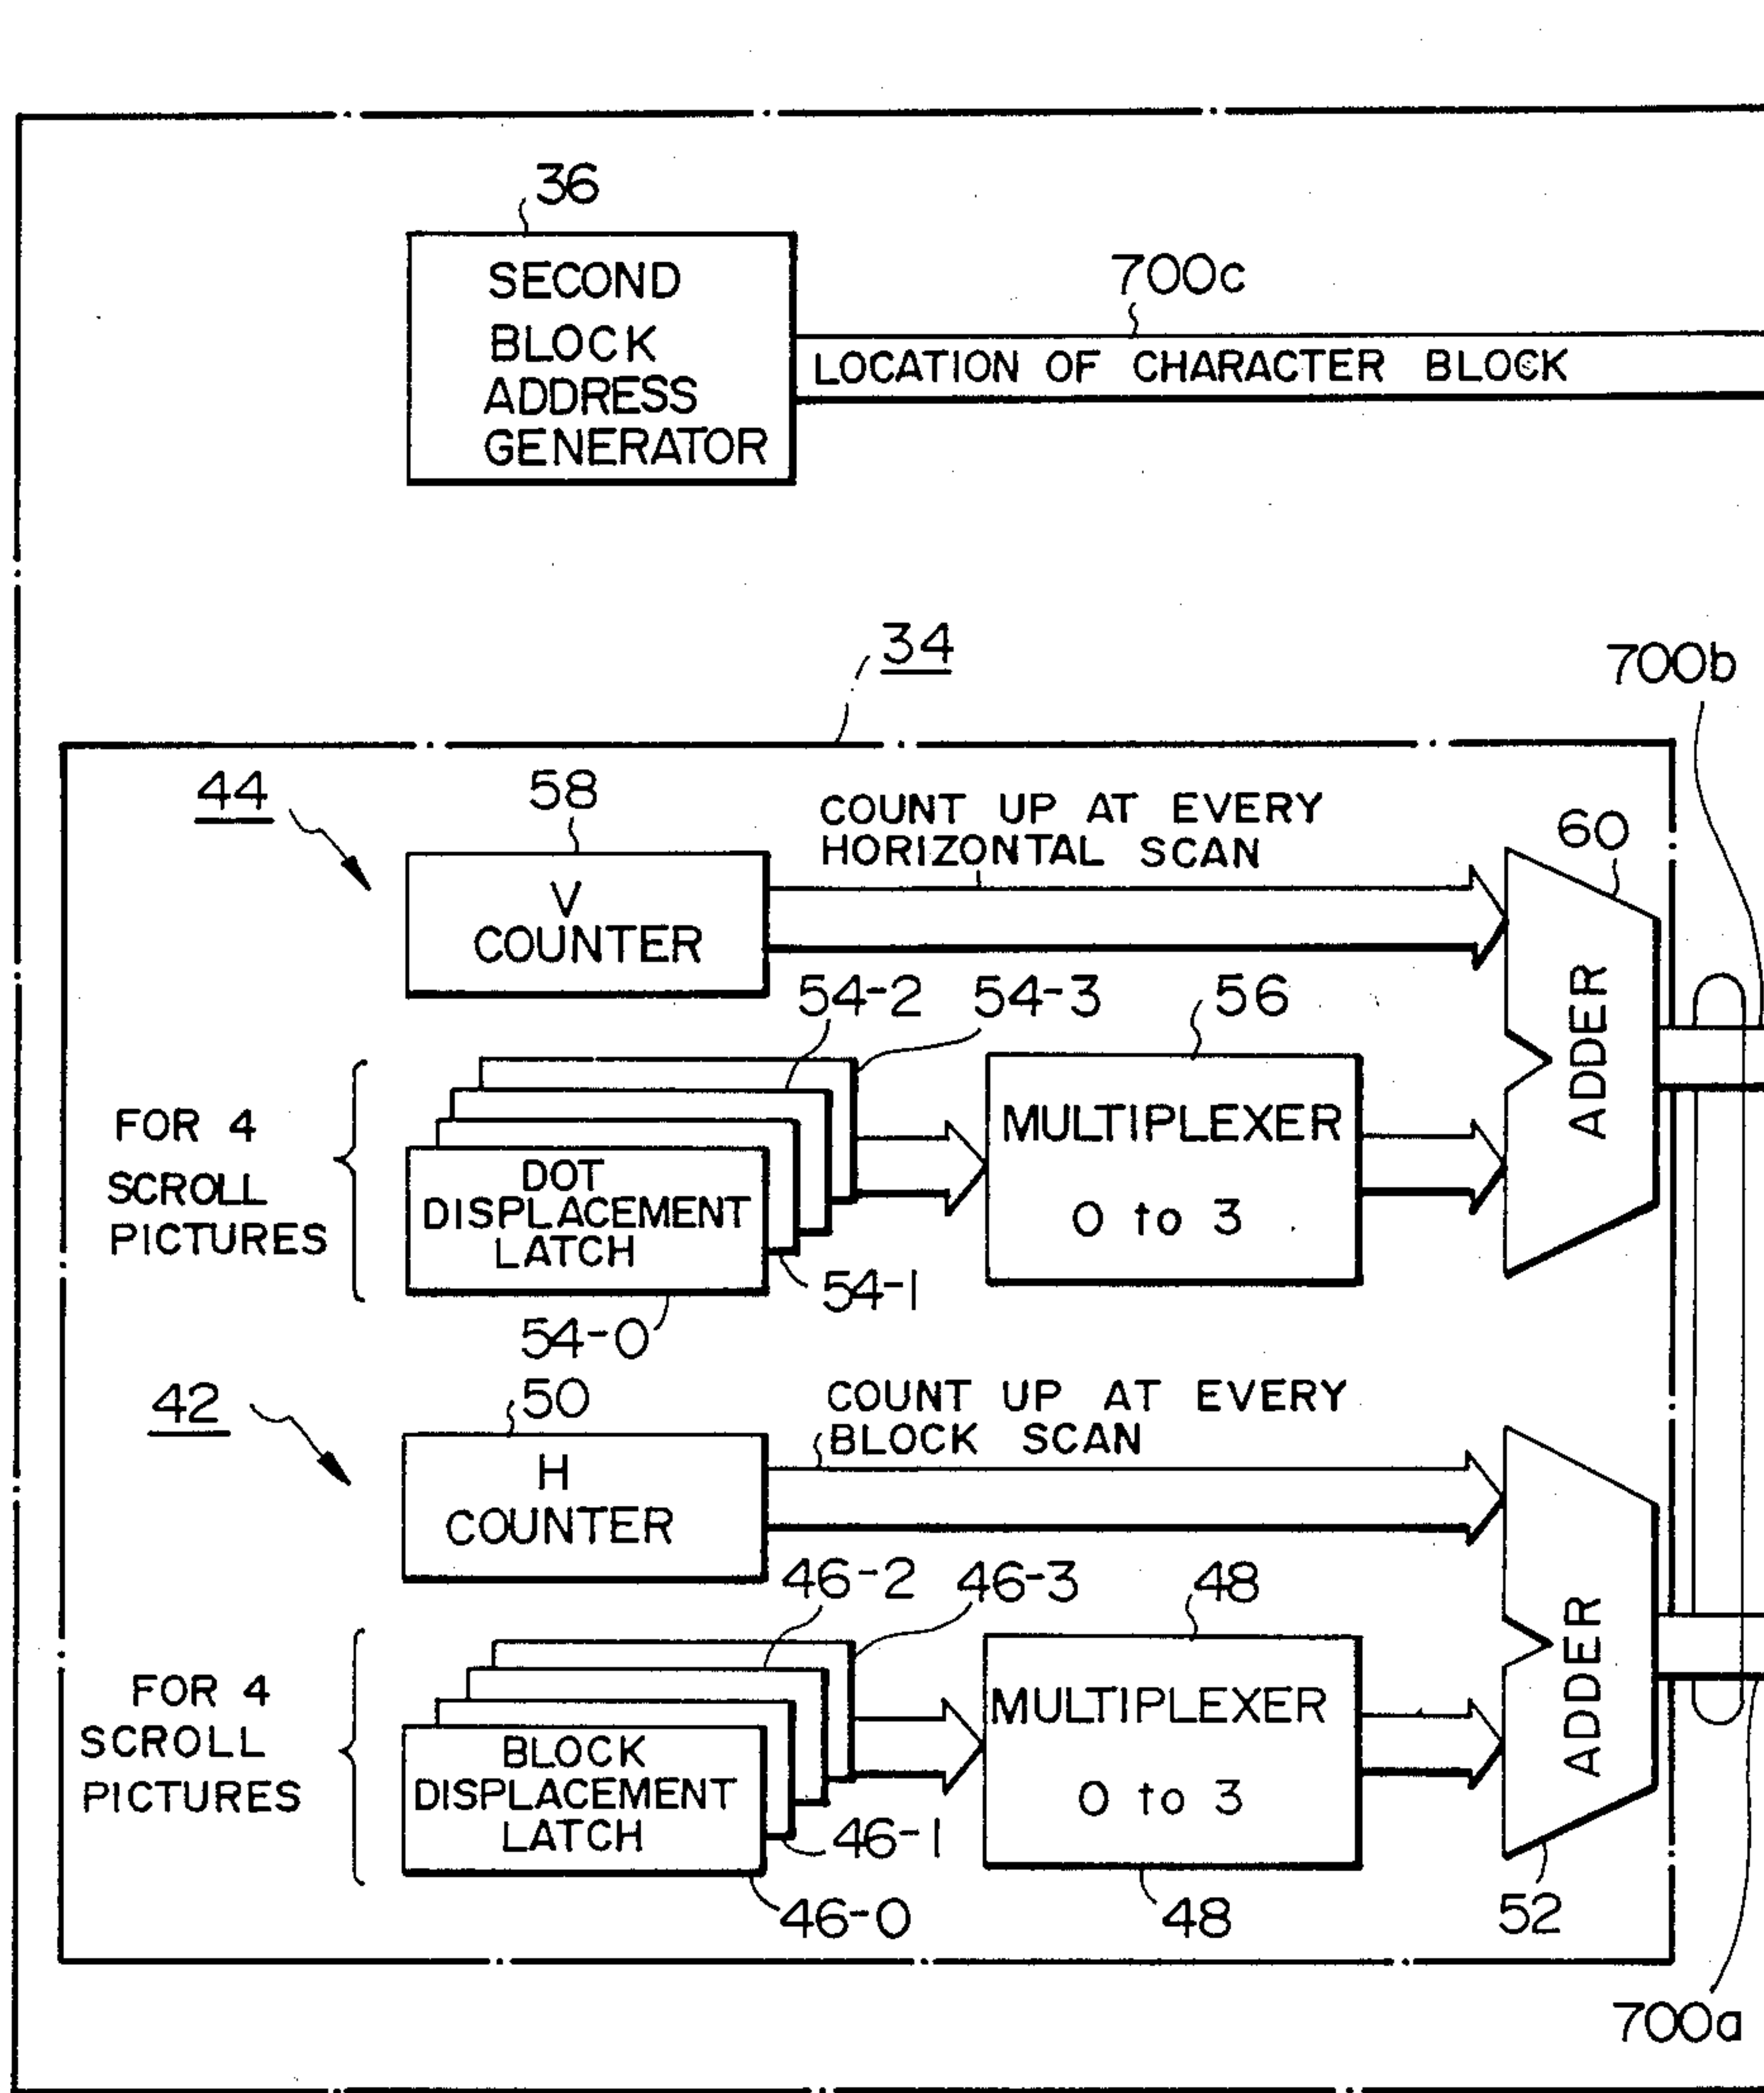 36
SECOND
BLOCK
ADDRESS
GENERATOR
700c
LOCATION OF CHARACTER BLOCK
34
700b
44
58
V
COUNTER
COUNT UP AT EVERY
HORIZONTAL SCAN
60
ADDER
54-2
54-3
56
FOR 4
SCROLL
PICTURES
DOT
DISPLACEMENT
LATCH
MULTIPLEXER
0 to 3
54-1
54-0
42
50
H
COUNTER
COUNT UP AT EVERY
BLOCK SCAN
46-2
46-3
48
ADDER
FOR 4
SCROLL
PICTURES
BLOCK
DISPLACEMENT
LATCH
MULTIPLEXER
0 to 3
46-1
46-0
48
52
700a